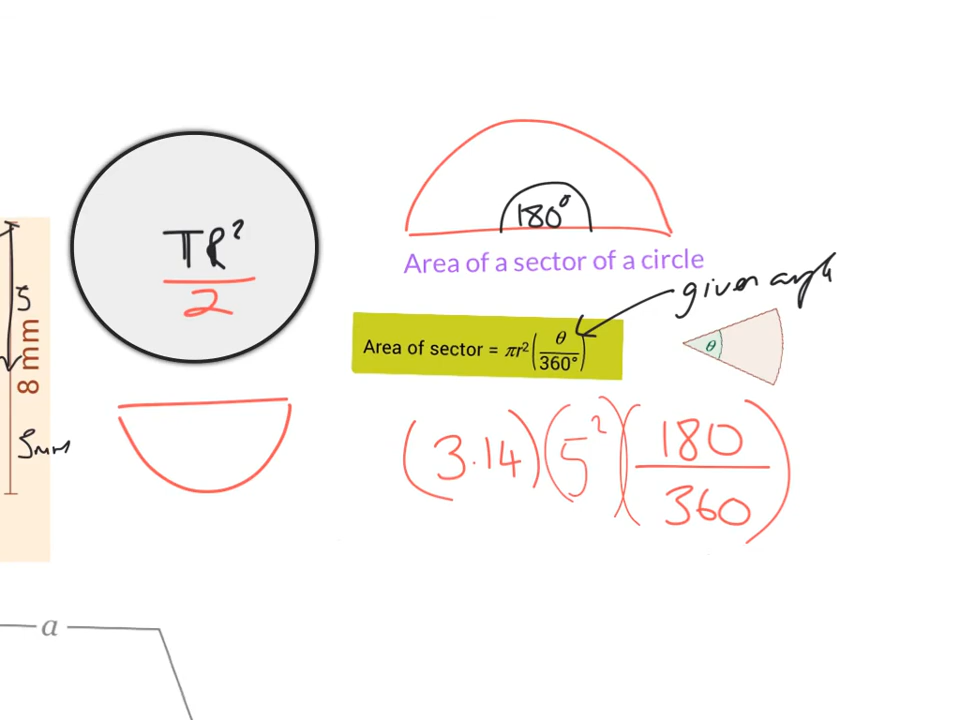 5
8 mm
5mm
πR²
2
180°
Area of a sector of a circle
given angle
Area of sector = πr²(θ/360°)
θ
(3.14)(5²)(180/360)
a